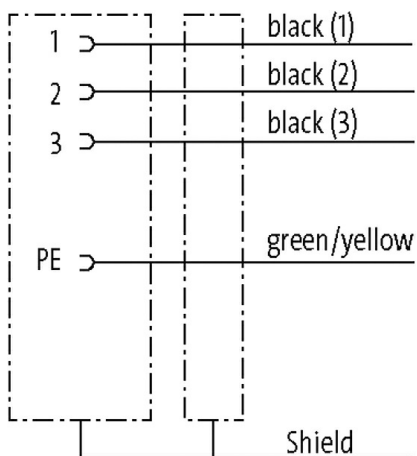 1 black (1)
2 black (2)
3 black (3)
PE green/yellow
Shield